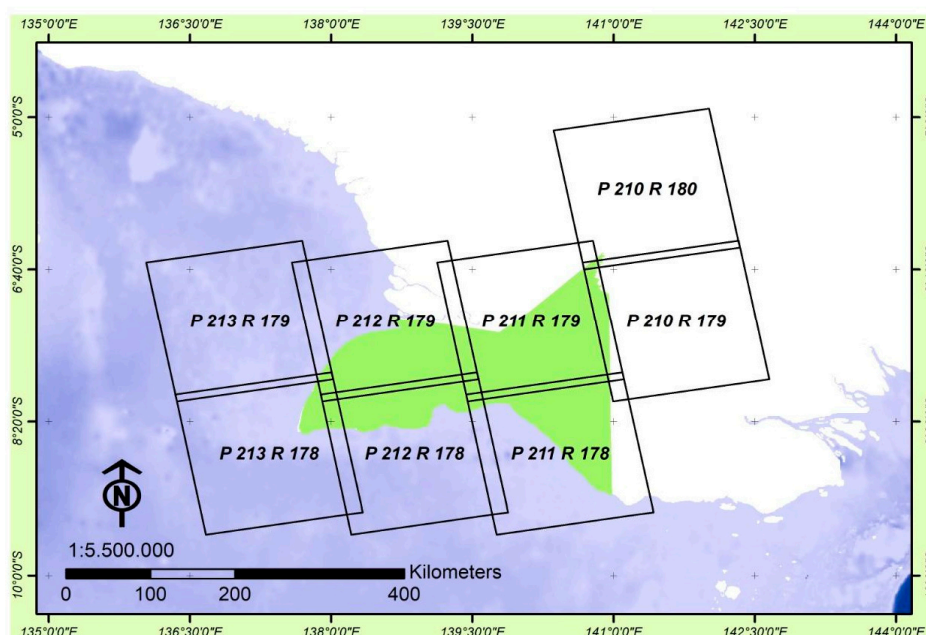 135°0'0"E 136°30'0"E 138°0'0"E 139°30'0"E 141°0'0"E 142°30'0"E 144°0'0"E
5°0'0"S
P 210 R 180
6°40'0"S
P 213 R 179 P 212 R 179 P 211 R 179 P 210 R 179
8°20'0"S
P 213 R 178 P 212 R 178 P 211 R 178
N
1:5.500.000
10°0'0"S
Kilometers
0 100 200 400
135°0'0"E 136°30'0"E 138°0'0"E 139°30'0"E 141°0'0"E 142°30'0"E 144°0'0"E